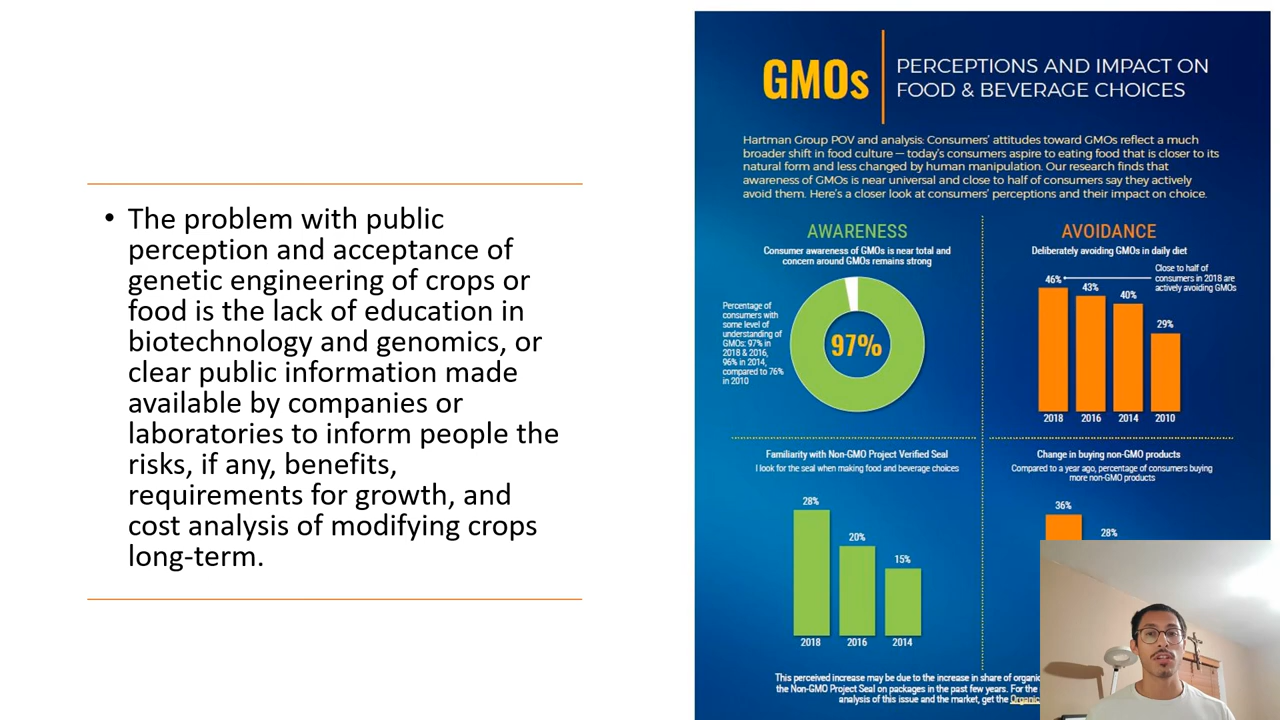 • The problem with public
perception and acceptance of
genetic engineering of crops or
food is the lack of education in
biotechnology and genomics, or
clear public information made
available by companies or
laboratories to inform people the
risks, if any, benefits,
requirements for growth, and
cost analysis of modifying crops
long-term.
GMOs
PERCEPTIONS AND IMPACT ON
FOOD & BEVERAGE CHOICES
Hartman Group POV and analysis: Consumers' attitudes toward GMOs reflect a much
broader shift in food culture — today's consumers aspire to eating food that is closer to its
natural form and less changed by human manipulation. Our research finds that
awareness of GMOs is near universal and close to half of consumers say they actively
avoid them. Here's a closer look at consumers' perceptions and their impact on choice.
AWARENESS
Consumer awareness of GMOs is near total and
concern around GMOs remains strong
Percentage of
consumers with
some level of
understanding of
GMOs: 97% in
2018 & 2016,
96% in 2014,
compared to 76%
in 2010
97%
AVOIDANCE
Deliberately avoiding GMOs in daily diet
Close to half of
consumers in 2018 are
actively avoiding GMOs
46%
43%
40%
29%
2018 2016 2014 2010
Familiarity with Non-GMO Project Verified Seal
I look for the seal when making food and beverage choices
28%
20%
15%
2018 2016 2014
Change in buying non-GMO products
Compared to a year ago, percentage of consumers buying
more non-GMO products
36%
28%
This perceived increase may be due to the increase in share of organic
the Non-GMO Project Seal on packages in the past few years. For the
analysis of this issue and the market, get the Organic